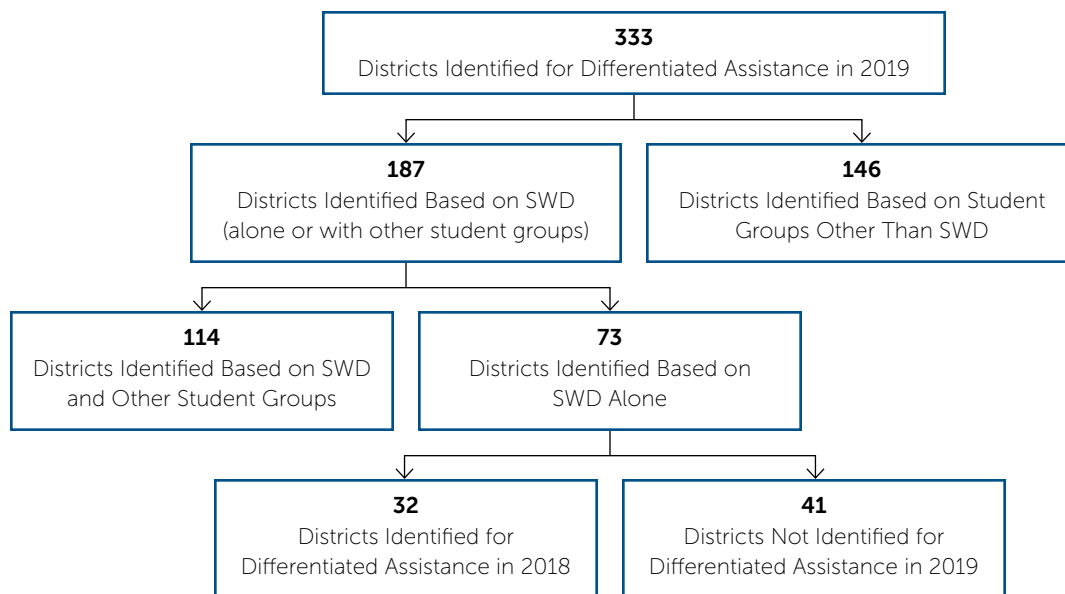 333
Districts Identified for Differentiated Assistance in 2019
187
Districts Identified Based on SWD
(alone or with other student groups)
146
Districts Identified Based on Student
Groups Other Than SWD
114
Districts Identified Based on SWD
and Other Student Groups
73
Districts Identified Based on
SWD Alone
32
Districts Identified for
Differentiated Assistance in 2018
41
Districts Not Identified for
Differentiated Assistance in 2019